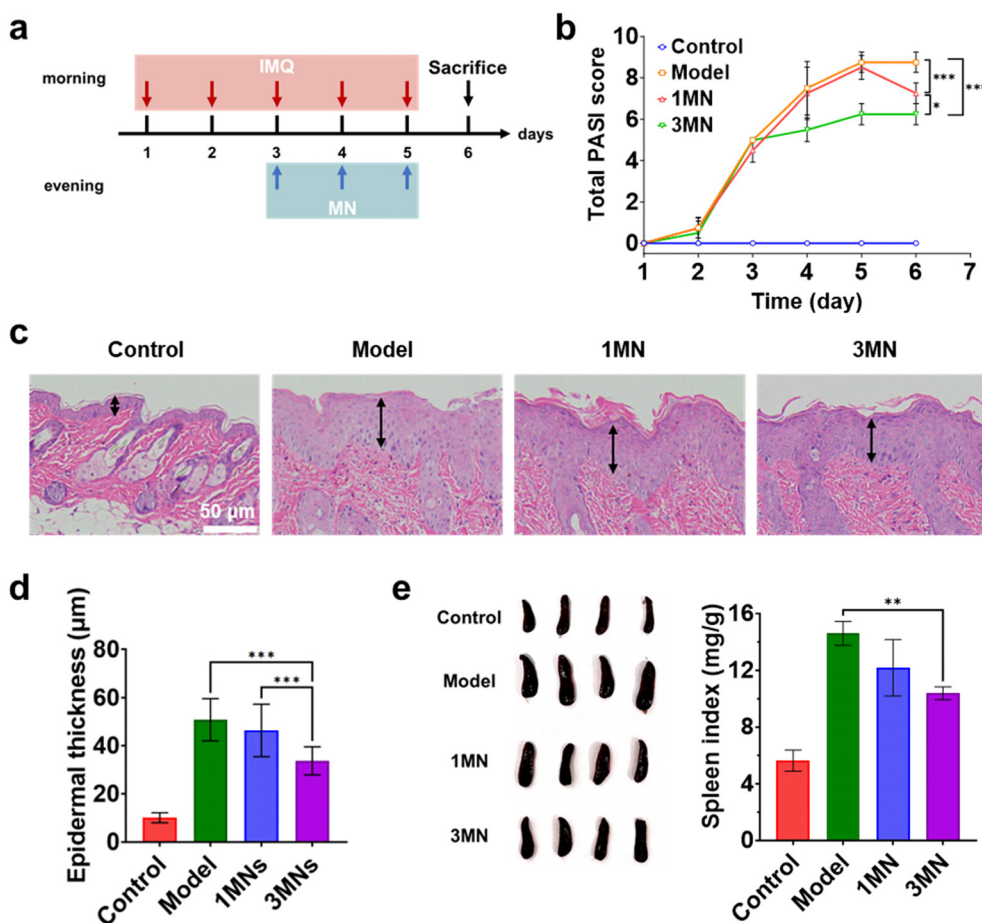 a
IMQ
morning
Sacrifice
days
1 2 3 4 5 6
evening
MN
b
Total PASI score
10
8
6
4
2
0
Control
Model
1MN
3MN
***
*
1 2 3 4 5 6 7
Time (day)
c
Control Model 1MN 3MN
50 µm
d
Epidermal thickness (µm)
80
60
40
20
0
***
***
Control Model 1MNs 3MNs
e
Control
Model
1MN
3MN
Spleen index (mg/g)
16
12
8
4
0
**
Control Model 1MN 3MN